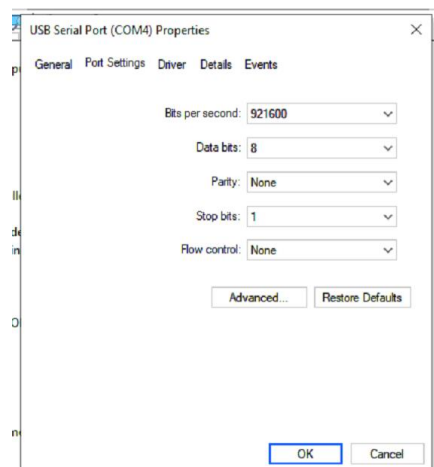 USB Serial Port (COM4) Properties
General Port Settings Driver Details Events
Bits per second: 921600
Data bits: 8
Parity: None
Stop bits: 1
Flow control: None
Advanced... Restore Defaults
OK Cancel